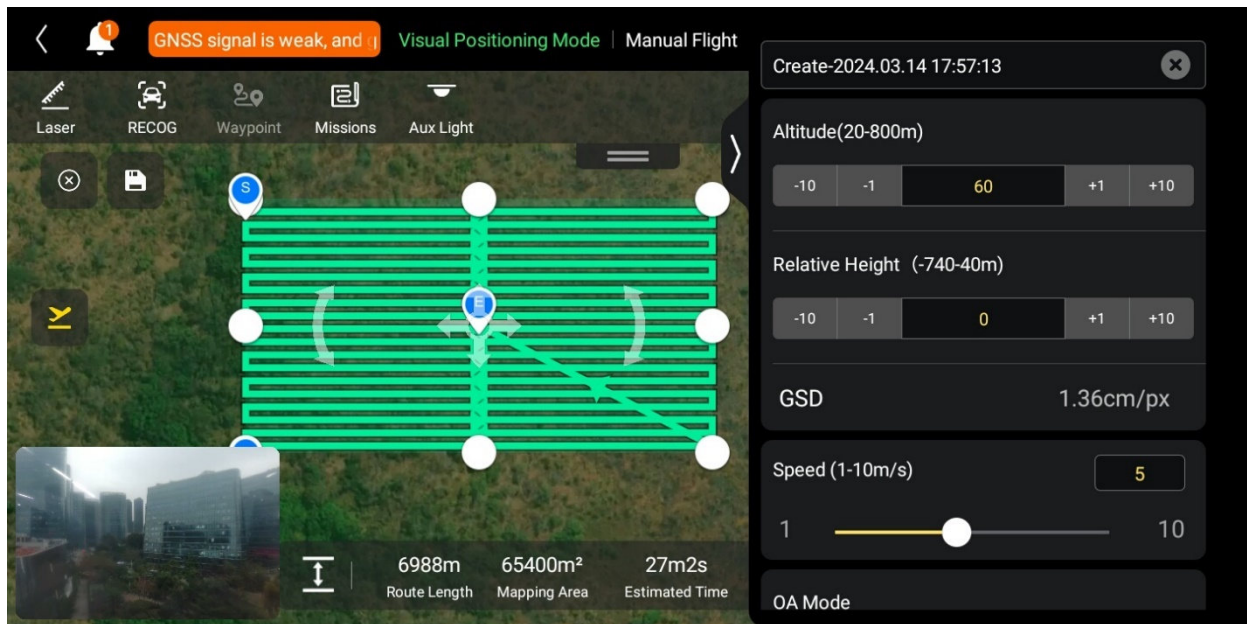 1
GNSS signal is weak, and g
Visual Positioning Mode | Manual Flight
Laser
RECOG
Waypoint
Missions
Aux Light
S
E
6988m
65400m²
27m2s
Route Length
Mapping Area
Estimated Time
Create-2024.03.14 17:57:13
Altitude(20-800m)
-10 -1 60 +1 +10
Relative Height（-740-40m)
-10 -1 0 +1 +10
GSD 1.36cm/px
Speed (1-10m/s) 5
1 10
OA Mode